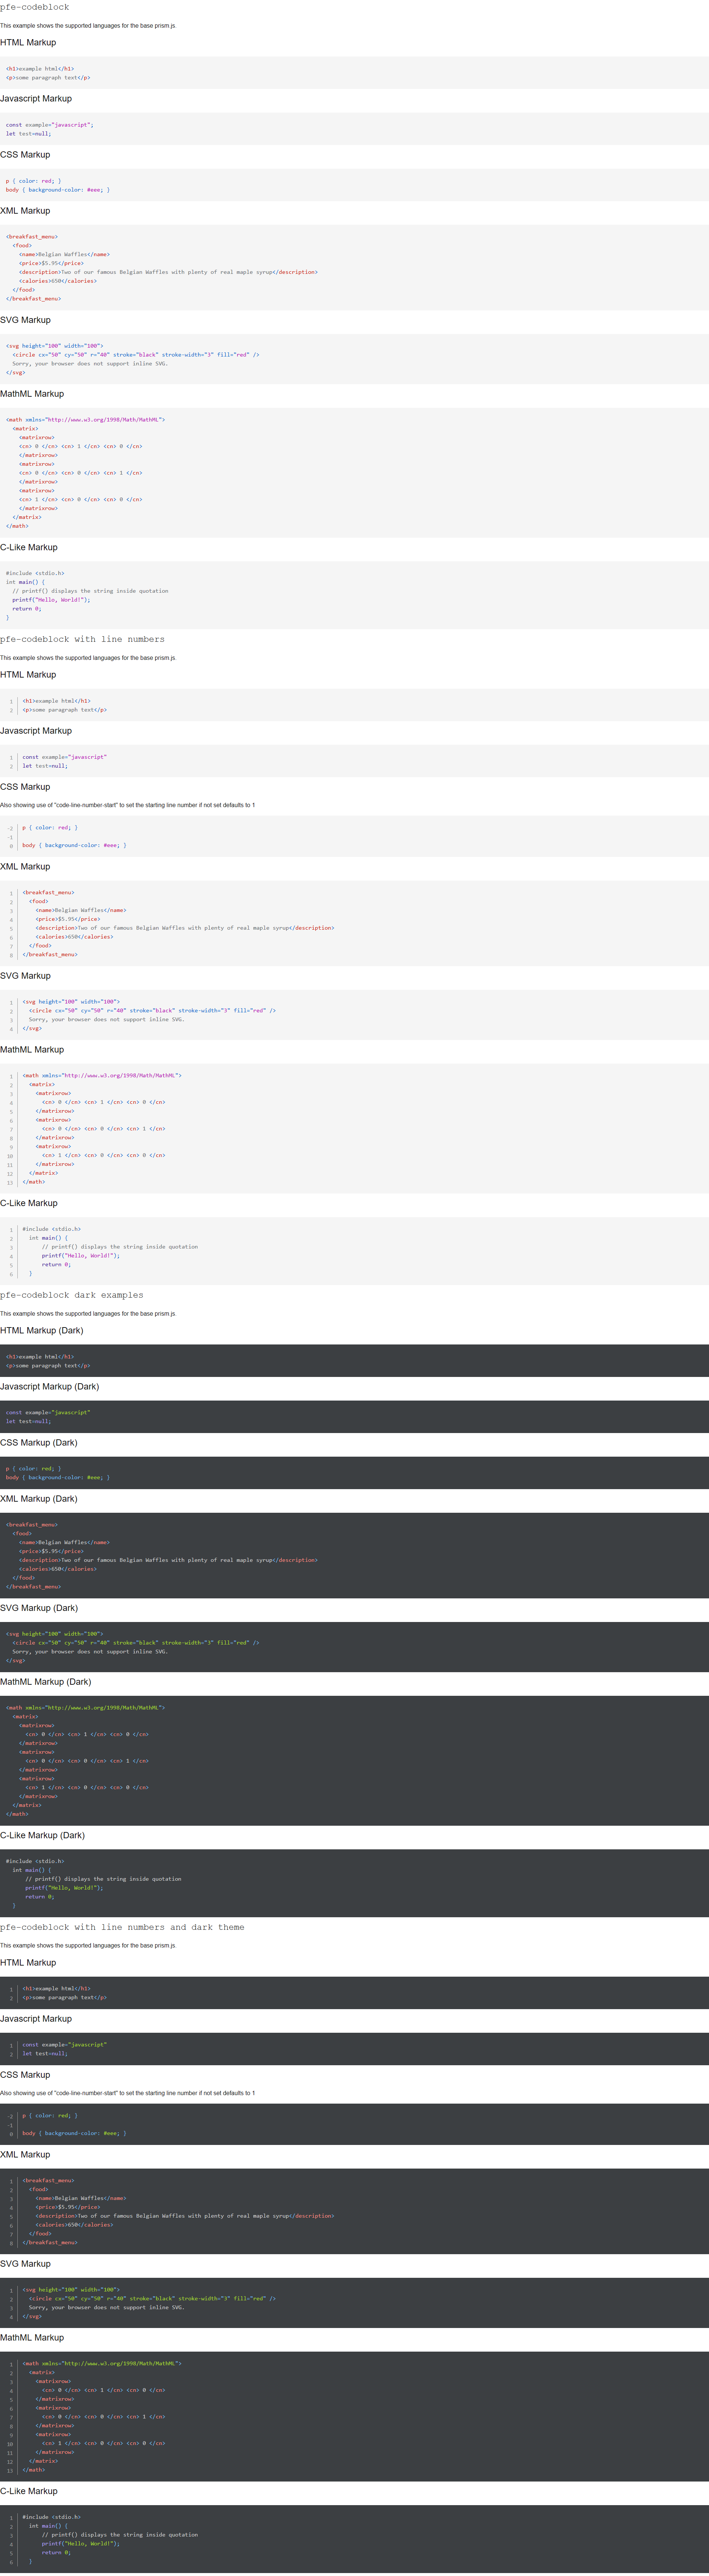 pfe-codeblock
This example shows the supported languages for the base prism.js.
HTML Markup
<h1>example html</h1>
<p>some paragraph text</p>
Javascript Markup
const example="javascript";
let test=null;
CSS Markup
p { color: red; }
body { background-color: #eee; }
XML Markup
<breakfast_menu>
  <food>
    <name>Belgian Waffles</name>
    <price>$5.95</price>
    <description>Two of our famous Belgian Waffles with plenty of real maple syrup</description>
    <calories>650</calories>
  </food>
</breakfast_menu>
SVG Markup
<svg height="100" width="100">
  <circle cx="50" cy="50" r="40" stroke="black" stroke-width="3" fill="red" />
  Sorry, your browser does not support inline SVG.
</svg>
MathML Markup
<math xmlns="http://www.w3.org/1998/Math/MathML">
  <matrix>
    <matrixrow>
    <cn> 0 </cn> <cn> 1 </cn> <cn> 0 </cn>
    </matrixrow>
    <matrixrow>
    <cn> 0 </cn> <cn> 0 </cn> <cn> 1 </cn>
    </matrixrow>
    <matrixrow>
    <cn> 1 </cn> <cn> 0 </cn> <cn> 0 </cn>
    </matrixrow>
  </matrix>
</math>
C-Like Markup
#include <stdio.h>
int main() {
  // printf() displays the string inside quotation
  printf("Hello, World!");
  return 0;
}
pfe-codeblock with line numbers
This example shows the supported languages for the base prism.js.
HTML Markup
1 <h1>example html</h1>
2 <p>some paragraph text</p>
Javascript Markup
1 const example="javascript"
2 let test=null;
CSS Markup
Also showing use of "code-line-number-start" to set the starting line number if not set defaults to 1
-2 p { color: red; }
-1
0 body { background-color: #eee; }
XML Markup
1 <breakfast_menu>
2   <food>
3     <name>Belgian Waffles</name>
4     <price>$5.95</price>
5     <description>Two of our famous Belgian Waffles with plenty of real maple syrup</description>
6     <calories>650</calories>
7   </food>
8 </breakfast_menu>
SVG Markup
1 <svg height="100" width="100">
2   <circle cx="50" cy="50" r="40" stroke="black" stroke-width="3" fill="red" />
3   Sorry, your browser does not support inline SVG.
4 </svg>
MathML Markup
1 <math xmlns="http://www.w3.org/1998/Math/MathML">
2   <matrix>
3     <matrixrow>
4       <cn> 0 </cn> <cn> 1 </cn> <cn> 0 </cn>
5     </matrixrow>
6     <matrixrow>
7       <cn> 0 </cn> <cn> 0 </cn> <cn> 1 </cn>
8     </matrixrow>
9     <matrixrow>
10       <cn> 1 </cn> <cn> 0 </cn> <cn> 0 </cn>
11     </matrixrow>
12   </matrix>
13 </math>
C-Like Markup
1 #include <stdio.h>
2   int main() {
3       // printf() displays the string inside quotation
4       printf("Hello, World!");
5       return 0;
6   }
pfe-codeblock dark examples
This example shows the supported languages for the base prism.js.
HTML Markup (Dark)
<h1>example html</h1>
<p>some paragraph text</p>
Javascript Markup (Dark)
const example="javascript"
let test=null;
CSS Markup (Dark)
p { color: red; }
body { background-color: #eee; }
XML Markup (Dark)
<breakfast_menu>
  <food>
    <name>Belgian Waffles</name>
    <price>$5.95</price>
    <description>Two of our famous Belgian Waffles with plenty of real maple syrup</description>
    <calories>650</calories>
  </food>
</breakfast_menu>
SVG Markup (Dark)
<svg height="100" width="100">
  <circle cx="50" cy="50" r="40" stroke="black" stroke-width="3" fill="red" />
  Sorry, your browser does not support inline SVG.
</svg>
MathML Markup (Dark)
<math xmlns="http://www.w3.org/1998/Math/MathML">
  <matrix>
    <matrixrow>
      <cn> 0 </cn> <cn> 1 </cn> <cn> 0 </cn>
    </matrixrow>
    <matrixrow>
      <cn> 0 </cn> <cn> 0 </cn> <cn> 1 </cn>
    </matrixrow>
    <matrixrow>
      <cn> 1 </cn> <cn> 0 </cn> <cn> 0 </cn>
    </matrixrow>
  </matrix>
</math>
C-Like Markup (Dark)
#include <stdio.h>
  int main() {
      // printf() displays the string inside quotation
      printf("Hello, World!");
      return 0;
  }
pfe-codeblock with line numbers and dark theme
This example shows the supported languages for the base prism.js.
HTML Markup
1 <h1>example html</h1>
2 <p>some paragraph text</p>
Javascript Markup
1 const example="javascript"
2 let test=null;
CSS Markup
Also showing use of "code-line-number-start" to set the starting line number if not set defaults to 1
-2 p { color: red; }
-1
0 body { background-color: #eee; }
XML Markup
1 <breakfast_menu>
2   <food>
3     <name>Belgian Waffles</name>
4     <price>$5.95</price>
5     <description>Two of our famous Belgian Waffles with plenty of real maple syrup</description>
6     <calories>650</calories>
7   </food>
8 </breakfast_menu>
SVG Markup
1 <svg height="100" width="100">
2   <circle cx="50" cy="50" r="40" stroke="black" stroke-width="3" fill="red" />
3   Sorry, your browser does not support inline SVG.
4 </svg>
MathML Markup
1 <math xmlns="http://www.w3.org/1998/Math/MathML">
2   <matrix>
3     <matrixrow>
4       <cn> 0 </cn> <cn> 1 </cn> <cn> 0 </cn>
5     </matrixrow>
6     <matrixrow>
7       <cn> 0 </cn> <cn> 0 </cn> <cn> 1 </cn>
8     </matrixrow>
9     <matrixrow>
10       <cn> 1 </cn> <cn> 0 </cn> <cn> 0 </cn>
11     </matrixrow>
12   </matrix>
13 </math>
C-Like Markup
1 #include <stdio.h>
2   int main() {
3       // printf() displays the string inside quotation
4       printf("Hello, World!");
5       return 0;
6   }